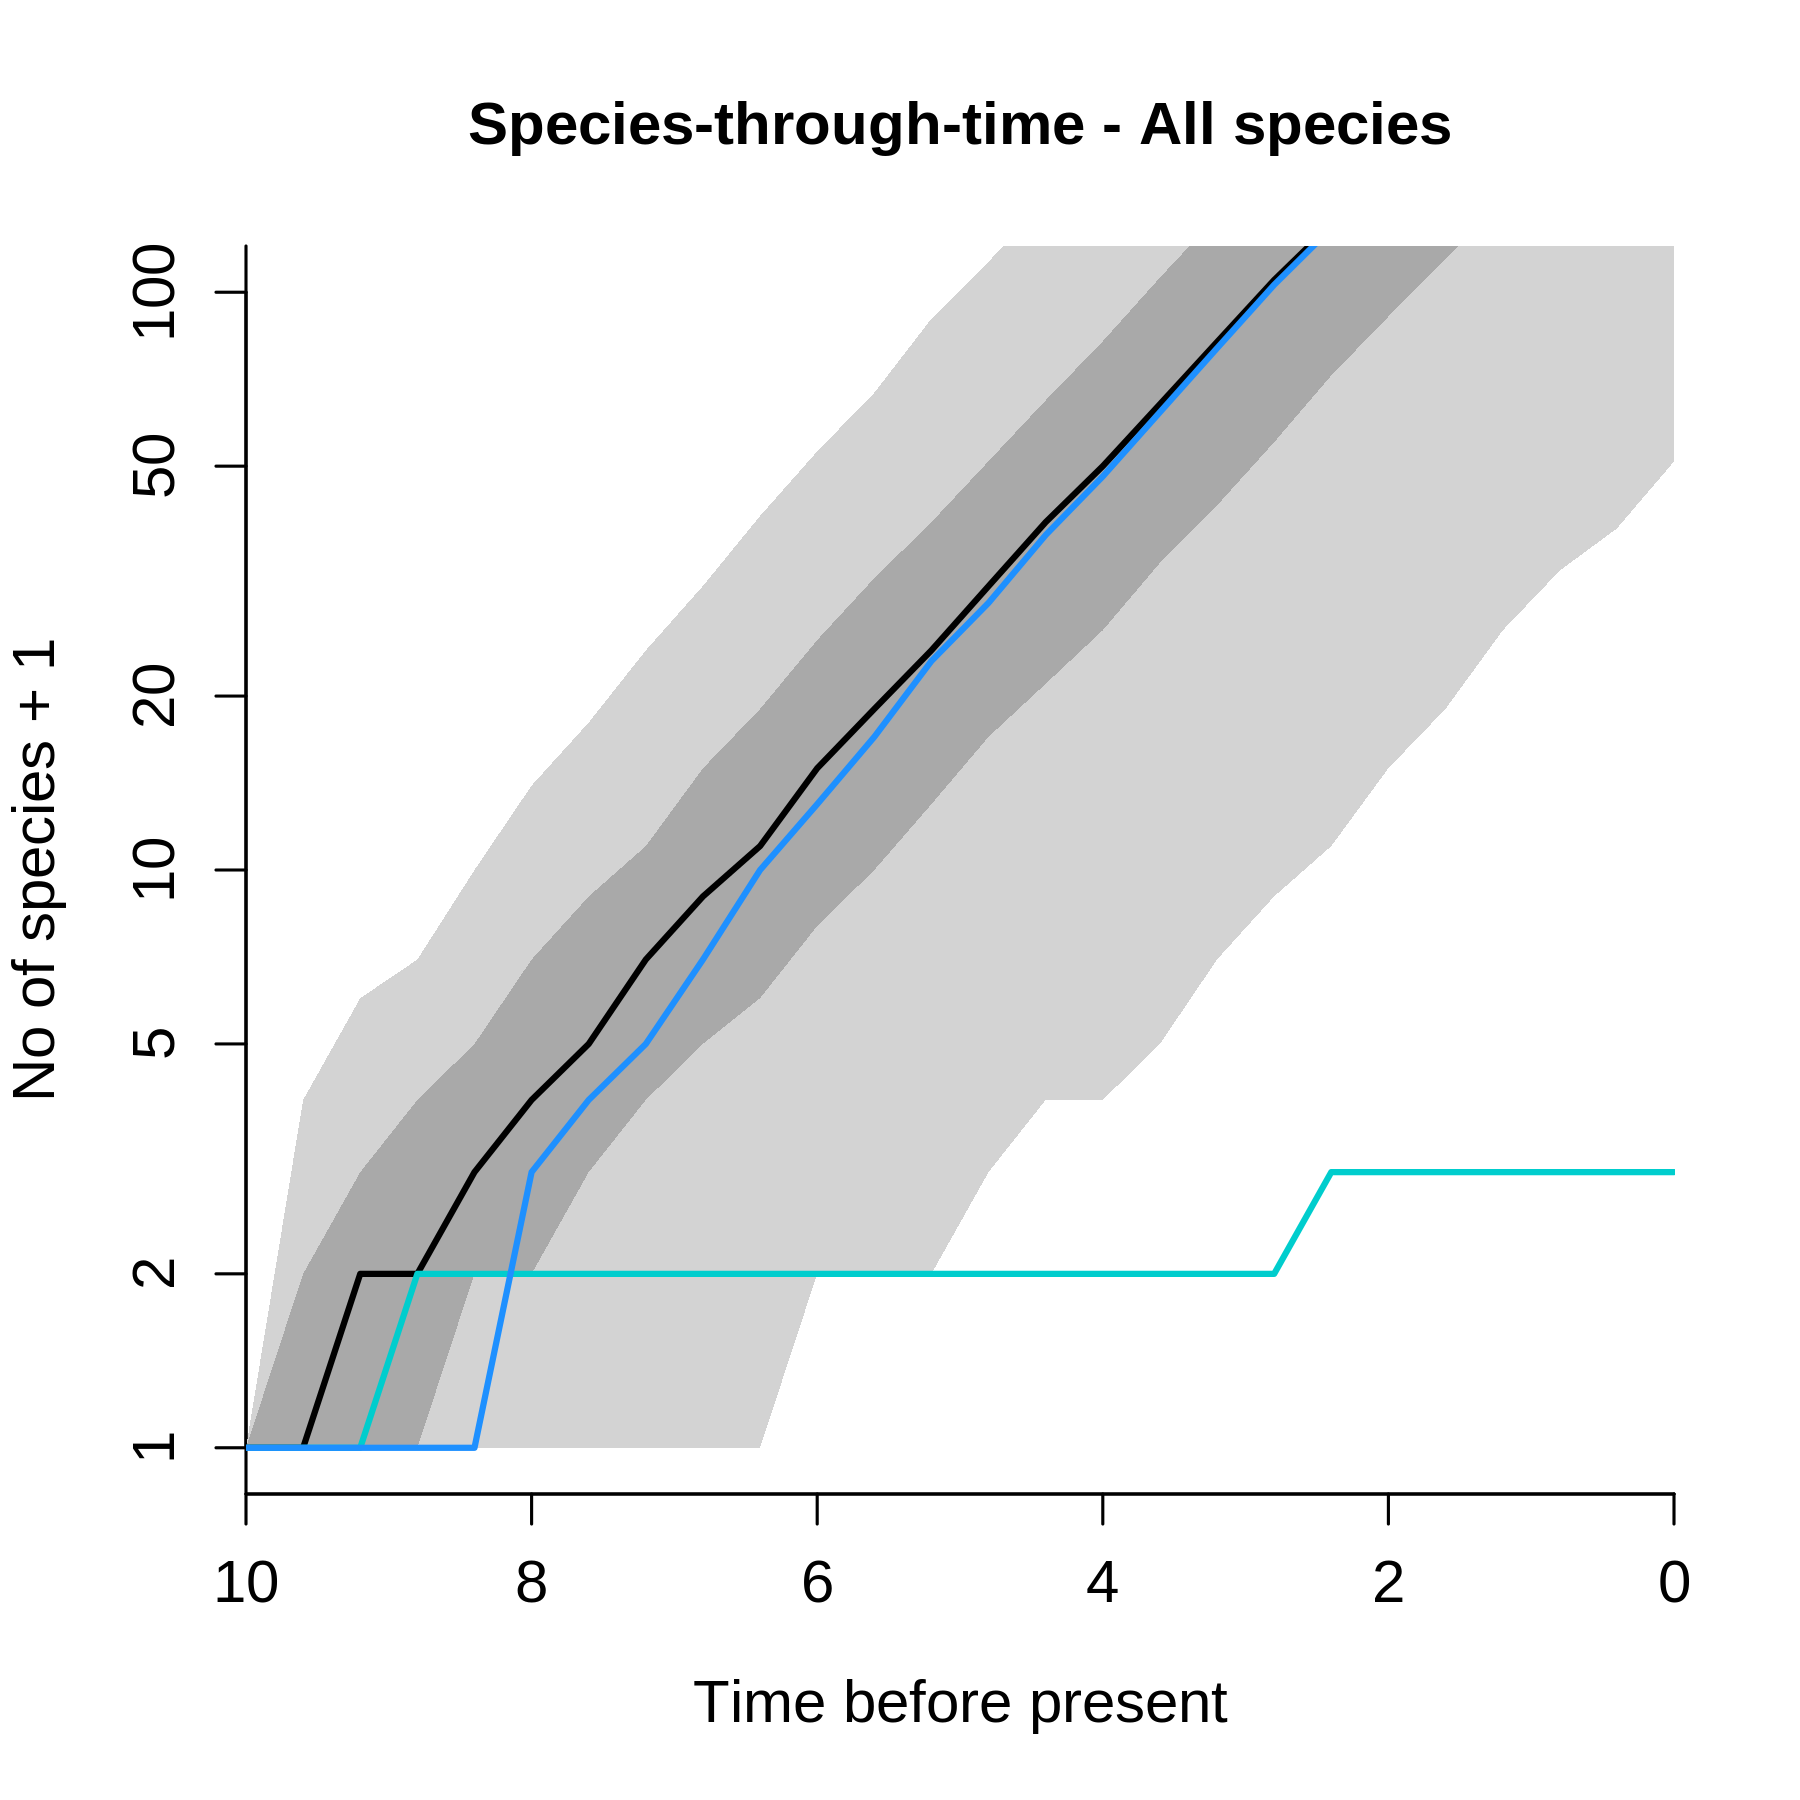 Species-through-time - All species
No of species + 1
100
50
20
10
5
2
1
10 8 6 4 2 0
Time before present